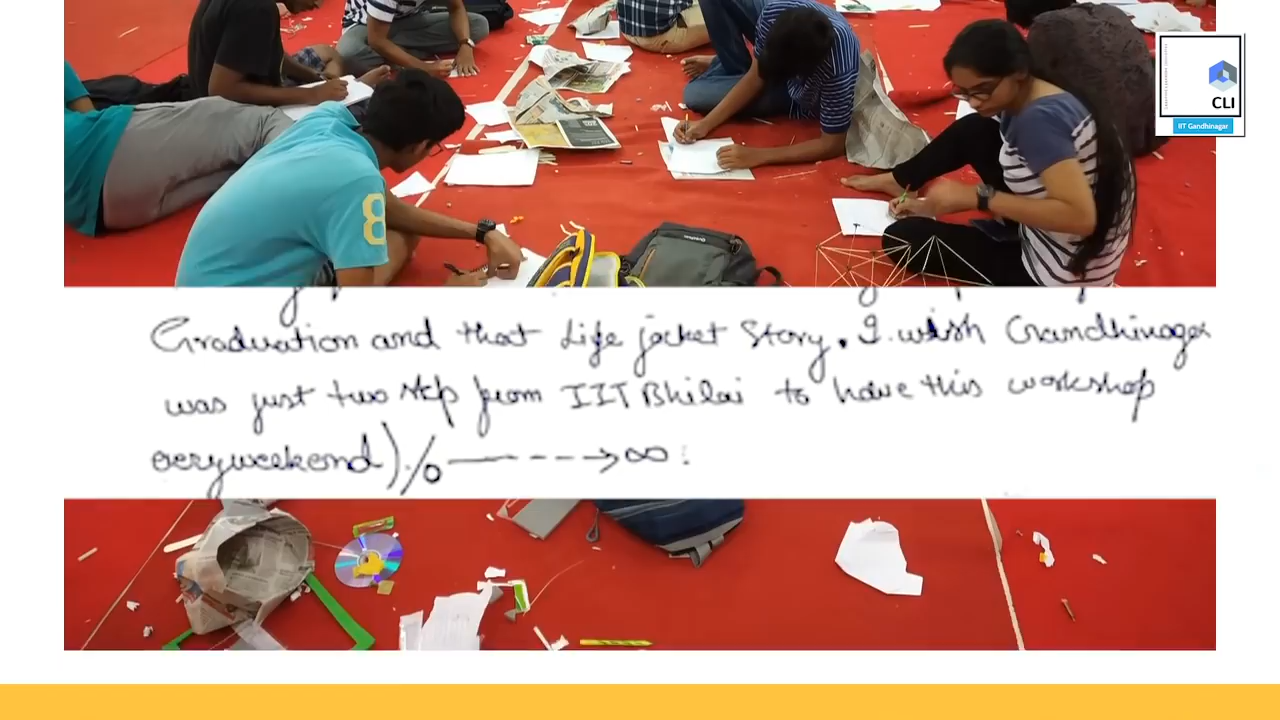 CLI
IIT Gandhinagar
Graduation and that Life jacket Story. I wish Gandhinagar
was just two step from IIT Bhilai to have this workshop
everyweekend)
8